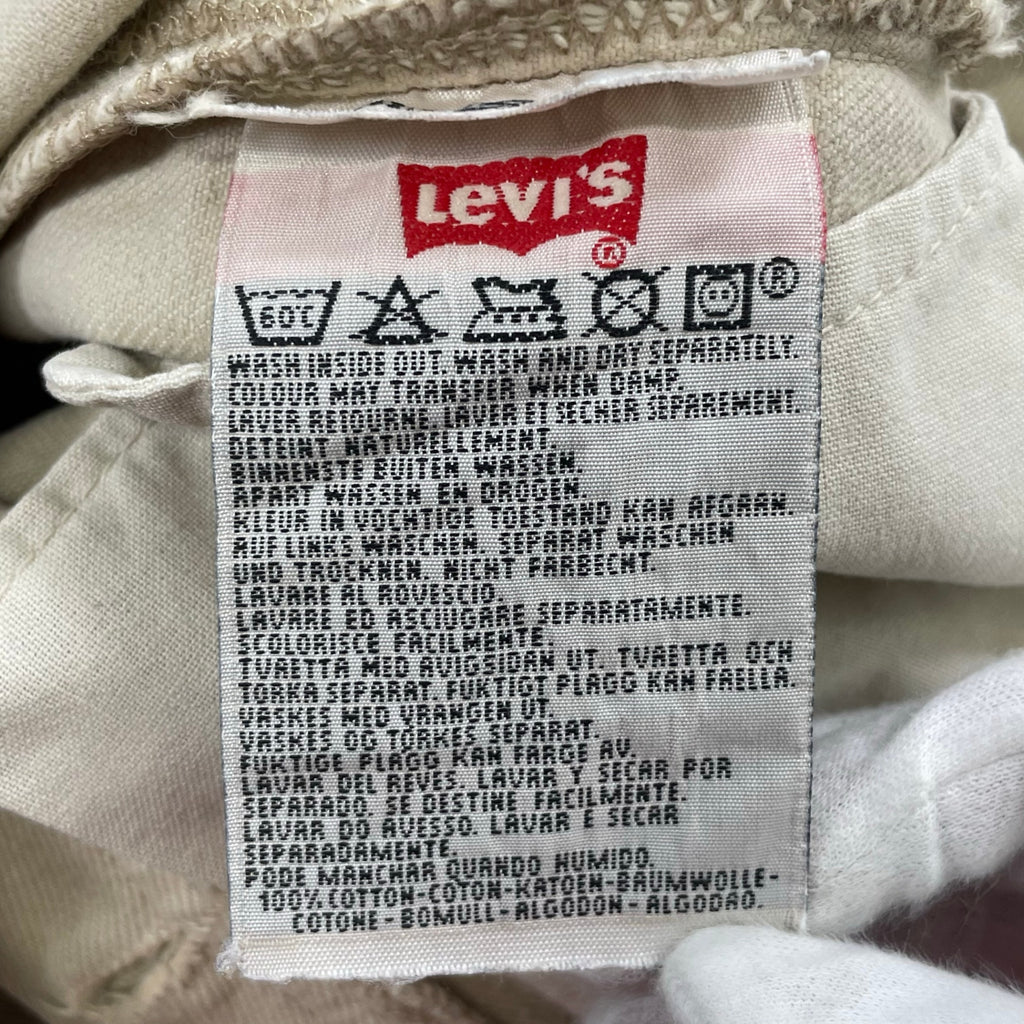 Levi's
®
60C
®
WASH INSIDE OUT. WASH AND DRY SEPARATELY.
COLOUR MAY TRANSFER WHEN DAMP.
LAVER RETOURNE, LAVER ET SECHER SEPAREMENT.
DETEINT NATURELLEMENT.
BINNENSTE BUITEN WASSEN.
APART WASSEN EN DROGEN.
KLEUR IN VOCHTIGE TOESTAND KAN AFGAAN.
AUF LINKS WASCHEN. SEPARAT WASCHEN
UND TROCKNEN. NICHT FARBECHT.
LAVARE AL ROVESCIO.
LAVARE ED ASCIUGARE SEPARATAMENTE.
SCOLORISCE FACILMENTE.
TVAETTA MED AVIGSIDAN UT. TVAETTA OCH
TORKA SEPARAT. FUKTIGT PLAGG KAN FAELLA.
VASKES MED VRANGEN UT.
VASKES OG TORKES SEPARAT.
FUKTIGE PLAGG KAN FARGE AV.
LAVAR DEL REVES. LAVAR Y SECAR POR
SEPARADO. SE DESTINE FACILMENTE.
LAVAR DO AVESSO. LAVAR E SECAR
SEPARADAMENTE.
PODE MANCHAR QUANDO HUMIDO.
100% COTTON-COTON-KATOEN-BAUMWOLLE-
COTONE-BOMULL-ALGODON-ALGODAO.